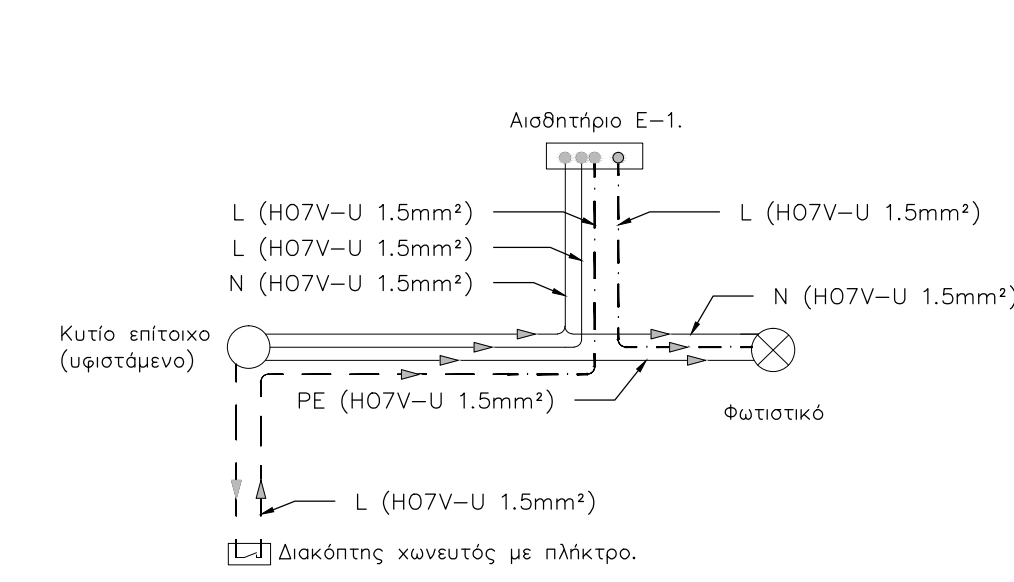 Αισθητήριο E-1.
L (H07V-U 1.5mm²)
L (H07V-U 1.5mm²)
L (H07V-U 1.5mm²)
N (H07V-U 1.5mm²)
N (H07V-U 1.5mm²)
Κυτίο επίτοιχο
(υφιστάμενο)
PE (H07V-U 1.5mm²)
Φωτιστικό
L (H07V-U 1.5mm²)
Διακόπτης χωνευτός με πλήκτρο.